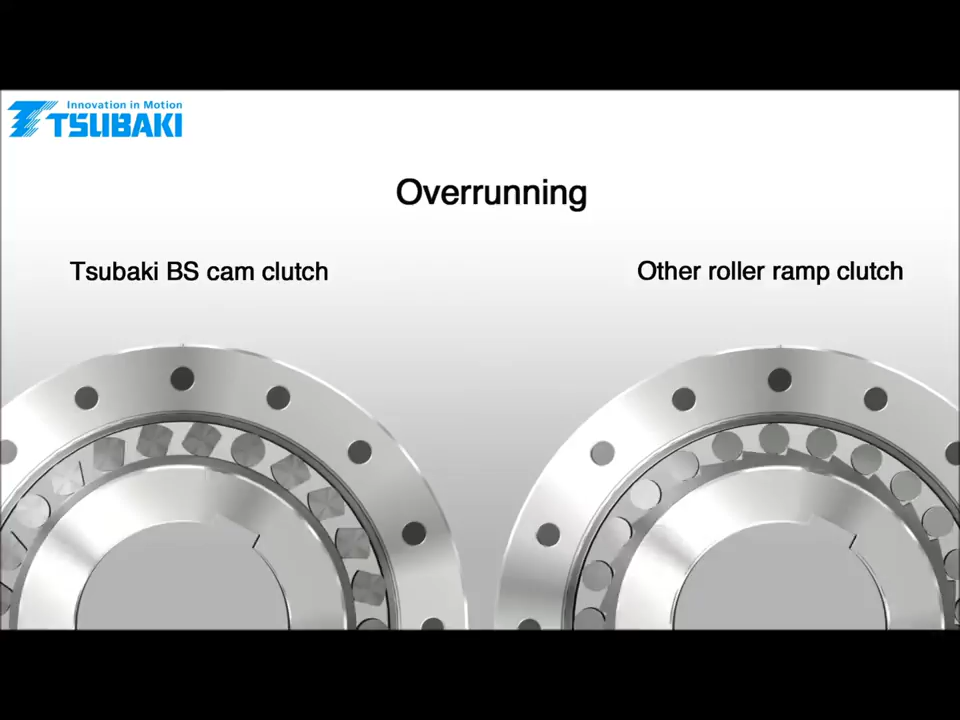 Innovation in Motion
TSUBAKI
Overrunning
Tsubaki BS cam clutch
Other roller ramp clutch